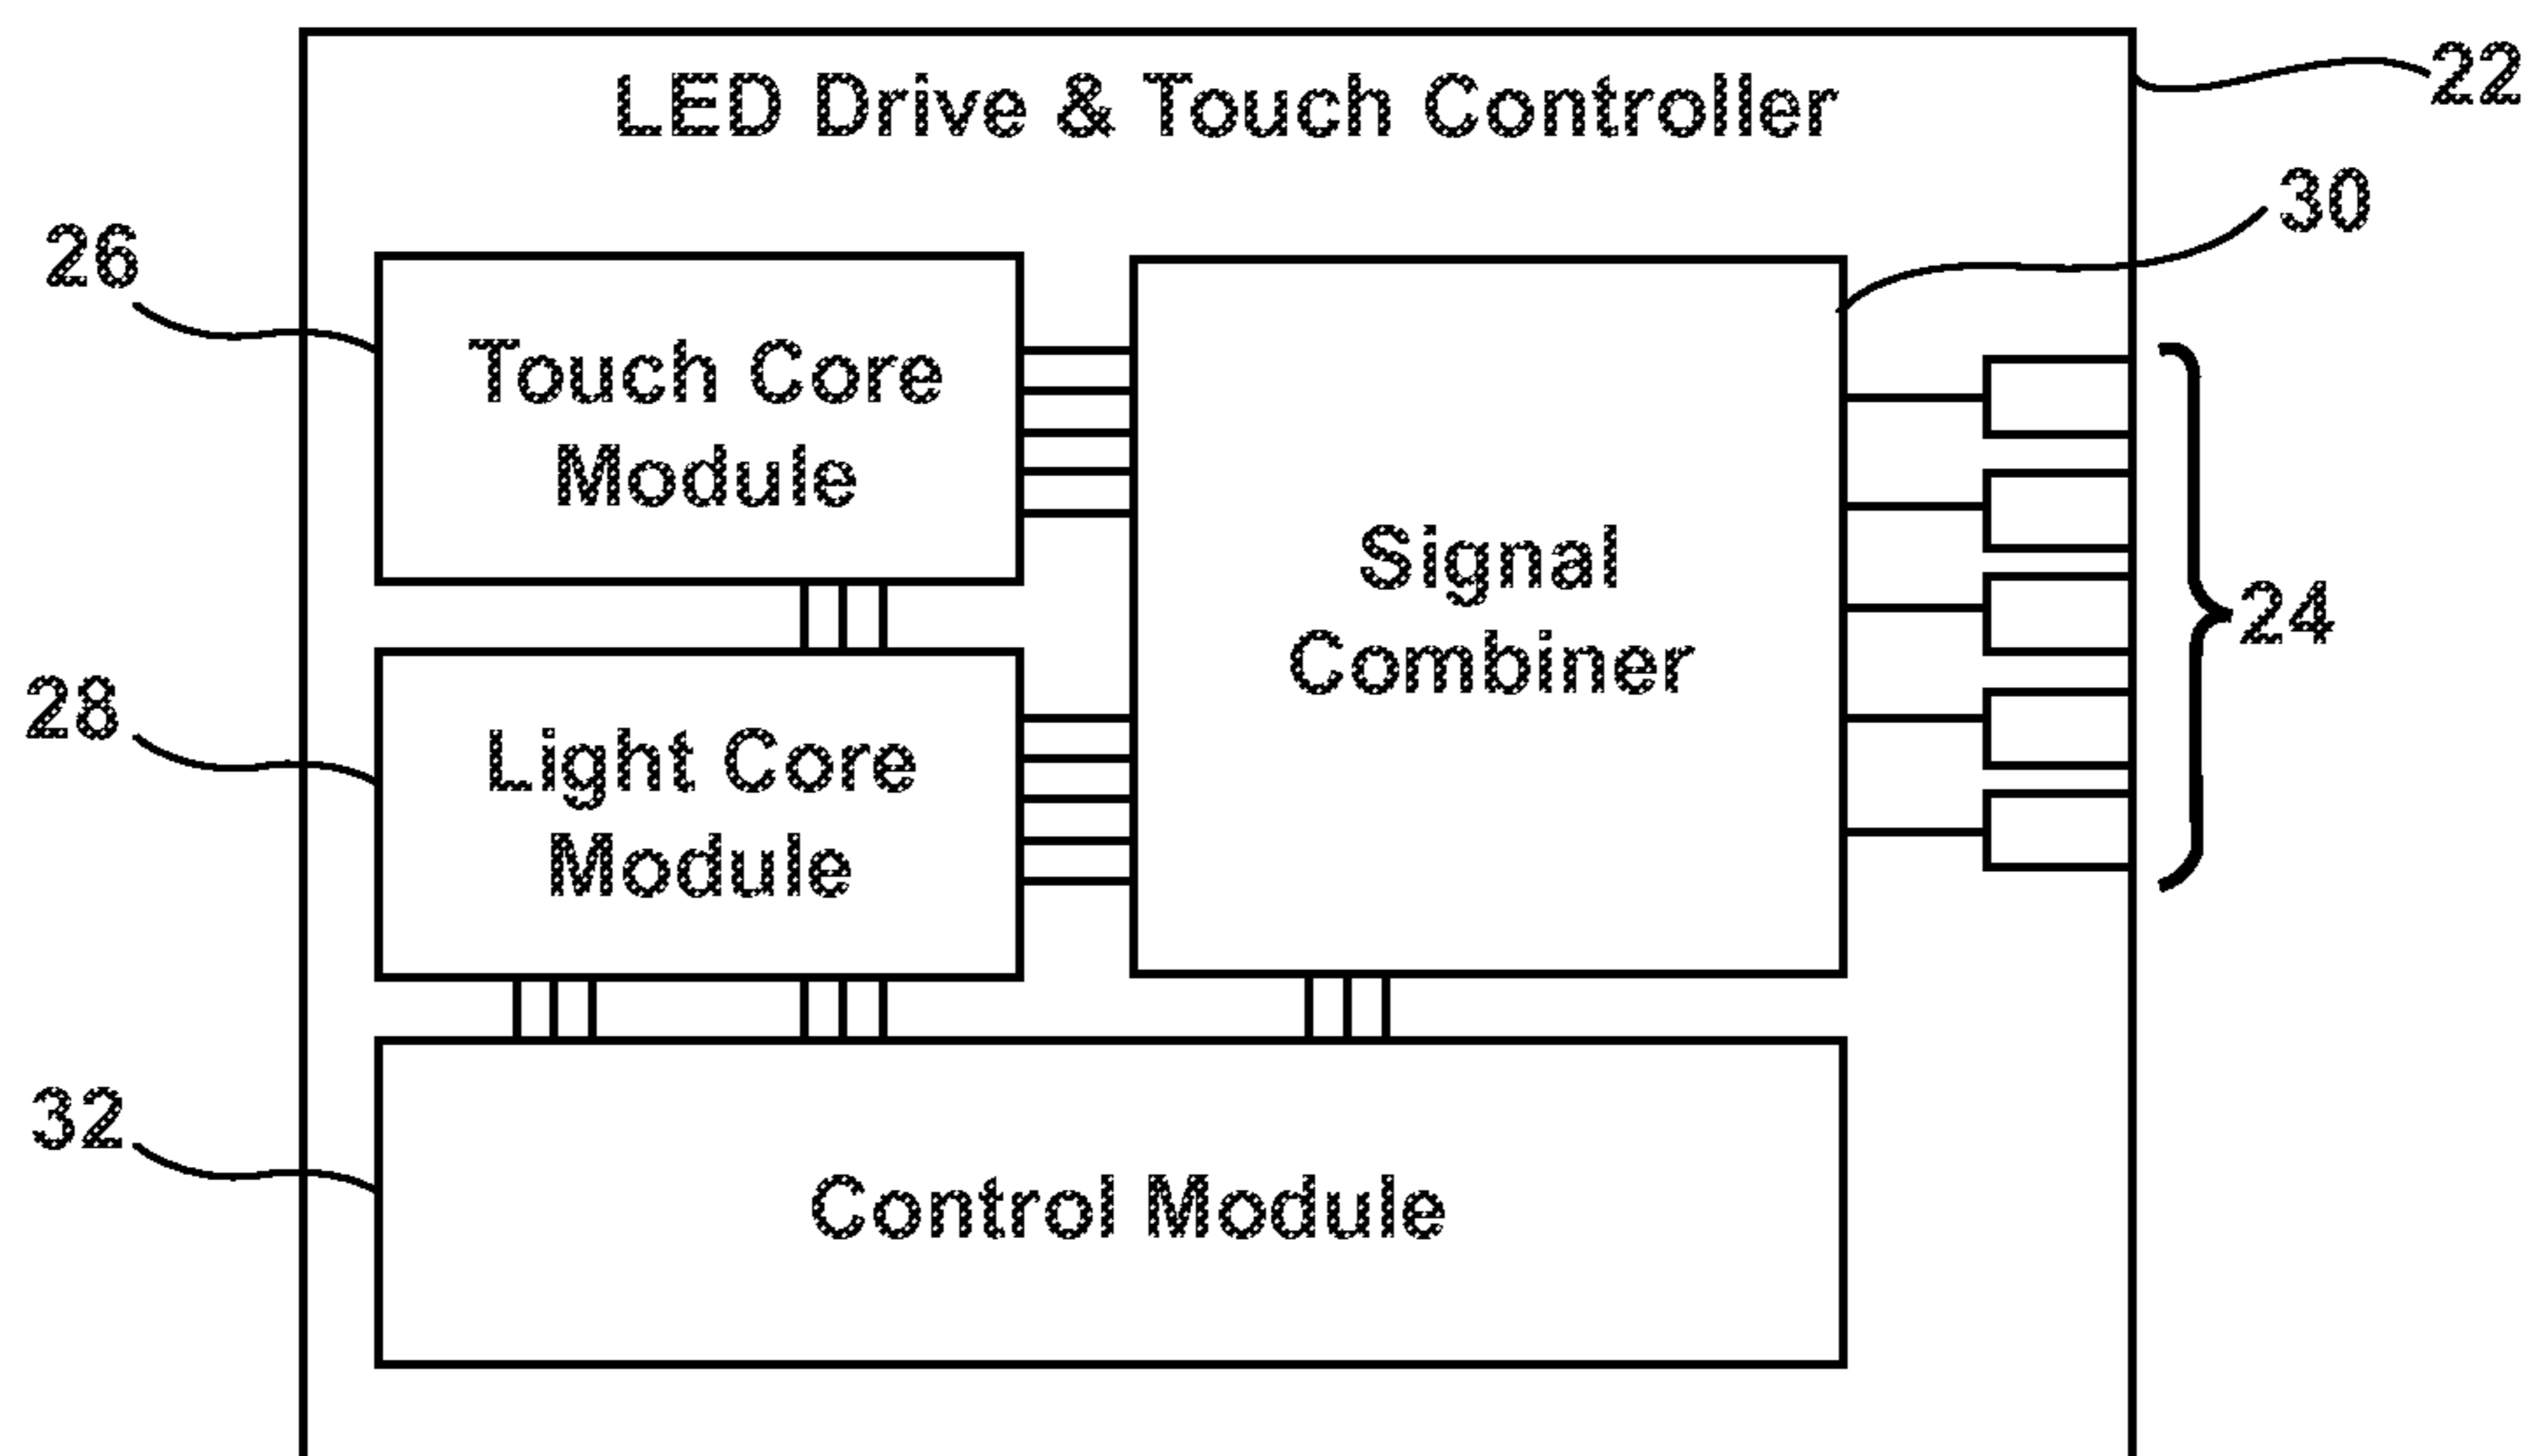 LED Drive & Touch Controller
22
30
26
Touch Core
Module
Signal
Combiner
24
28
Light Core
Module
32
Control Module